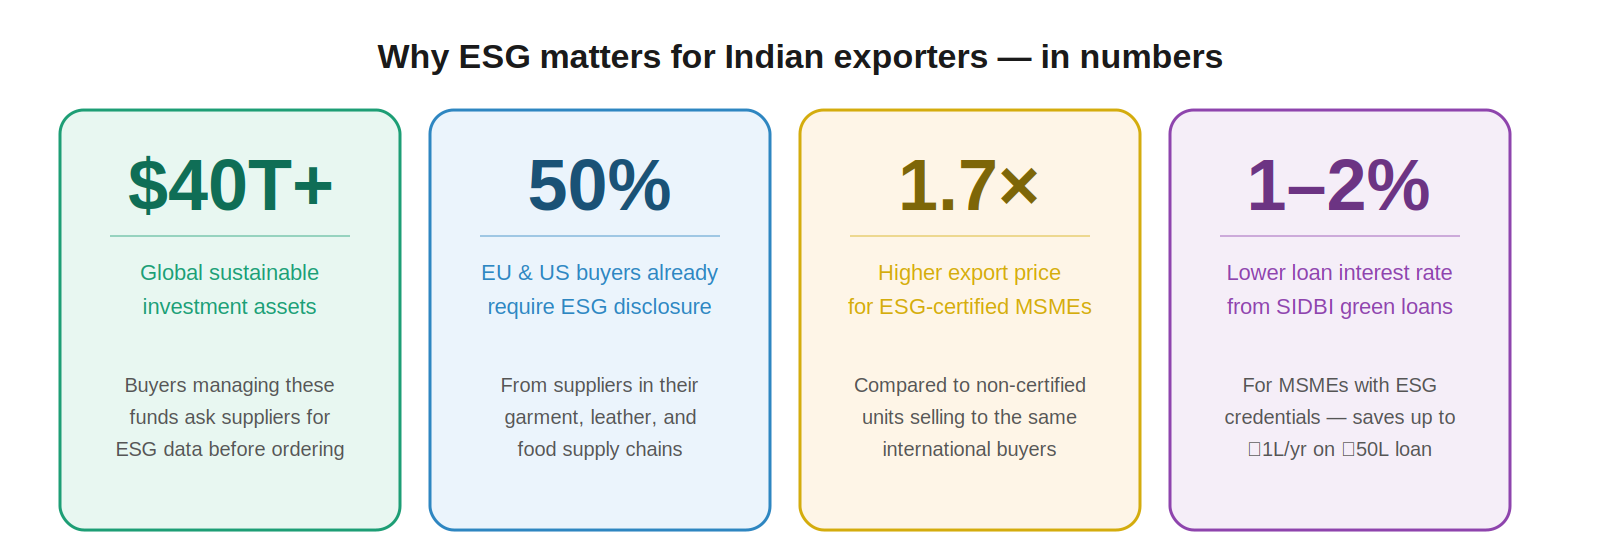 Why ESG matters for Indian exporters — in numbers
$40T+
Global sustainable
investment assets
Buyers managing these
funds ask suppliers for
ESG data before ordering
50%
EU & US buyers already
require ESG disclosure
From suppliers in their
garment, leather, and
food supply chains
1.7×
Higher export price
for ESG-certified MSMEs
Compared to non-certified
units selling to the same
international buyers
1–2%
Lower loan interest rate
from SIDBI green loans
For MSMEs with ESG
credentials — saves up to
□1L/yr on □50L loan